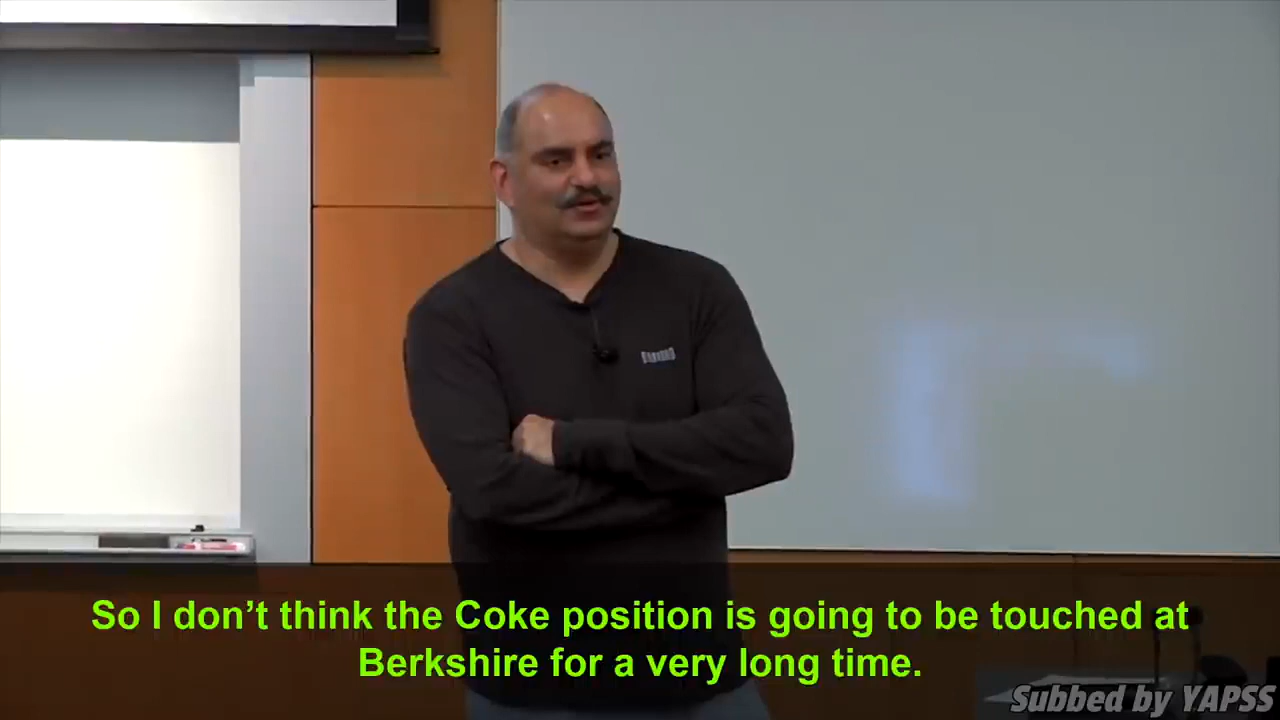 So I don’t think the Coke position is going to be touched at
Berkshire for a very long time.
Subbed by YAPSS